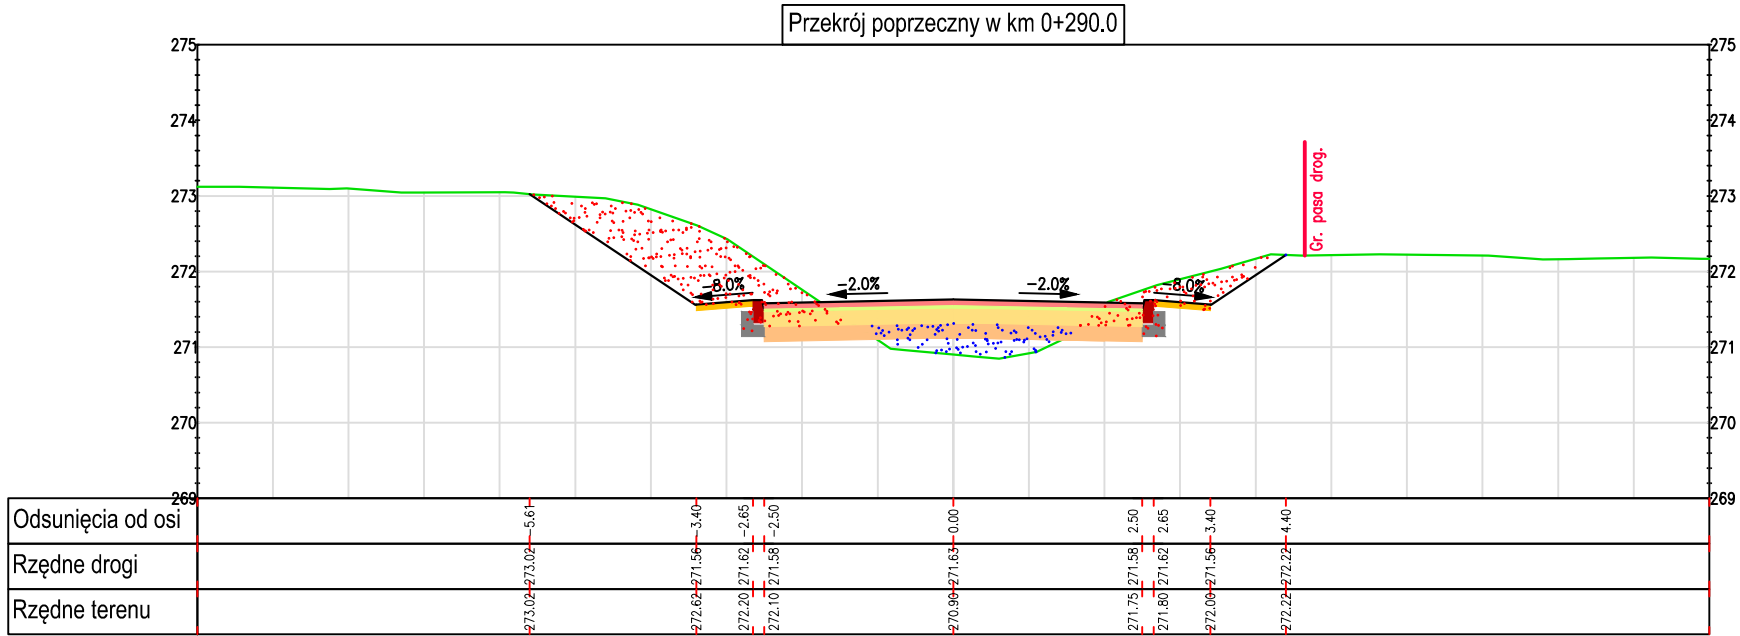 Przekrój poprzeczny w km 0+290.0
275 275
274 274
273 273
272 272
271 271
270 270
269 269
Gr. pasa drog.
-8.0% -2.0% -2.0% -8.0%
Odsunięcia od osi -5.61 -3.40 -2.65 -2.50 0.00 2.50 2.65 3.40 4.40
Rzędne drogi 273.02 271.56 271.62 271.58 271.63 271.58 271.62 271.56 272.22
Rzędne terenu 273.02 272.62 272.20 272.10 270.90 271.75 271.80 272.00 272.22